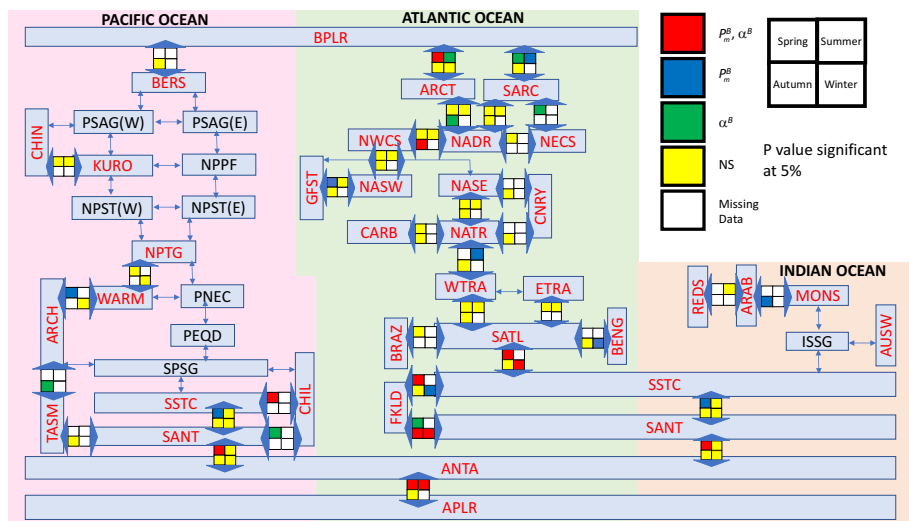 PACIFIC OCEAN
ATLANTIC OCEAN
BPLR
BERS
ARCT
SARC
PSAG(W)
PSAG(E)
CHIN
NWCS
NADR
NECS
KURO
NPPF
GFST
NASW
NASE
CNRY
NPST(W)
NPST(E)
CARB
NATR
NPTG
INDIAN OCEAN
ARCH
WARM
PNEC
WTRA
ETRA
REDS
ARAB
MONS
PEQD
BRAZ
SATL
BENG
ISSG
AUSW
SPSG
CHIL
SSTC
FKLD
SSTC
TASM
SANT
SANT
ANTA
APLR
Pₘᴮ, αᴮ
Pₘᴮ
αᴮ
NS
Missing
Data
Spring
Summer
Autumn
Winter
P value significant
at 5%